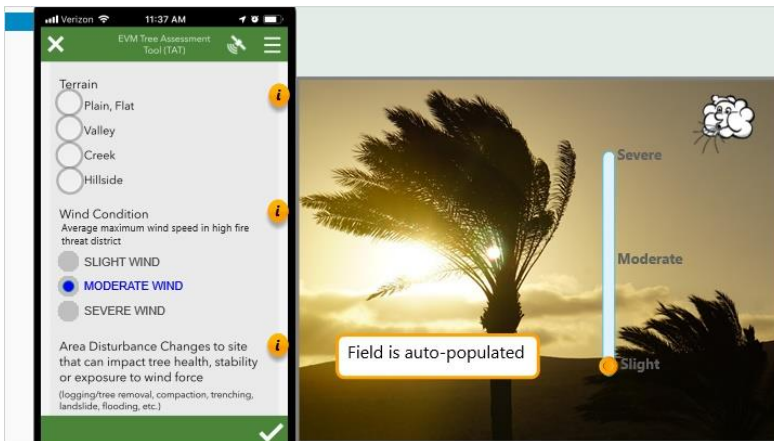 Verizon 11:37 AM
EVM Tree Assessment
Tool (TAT)
Terrain
Plain, Flat
Valley
Creek
Hillside
Wind Condition
Average maximum wind speed in high fire
threat district
SLIGHT WIND
MODERATE WIND
SEVERE WIND
Area Disturbance Changes to site
that can impact tree health, stability
or exposure to wind force
(logging/tree removal, compaction, trenching,
landslide, flooding, etc.)
i
i
i
Severe
Moderate
Slight
Field is auto-populated